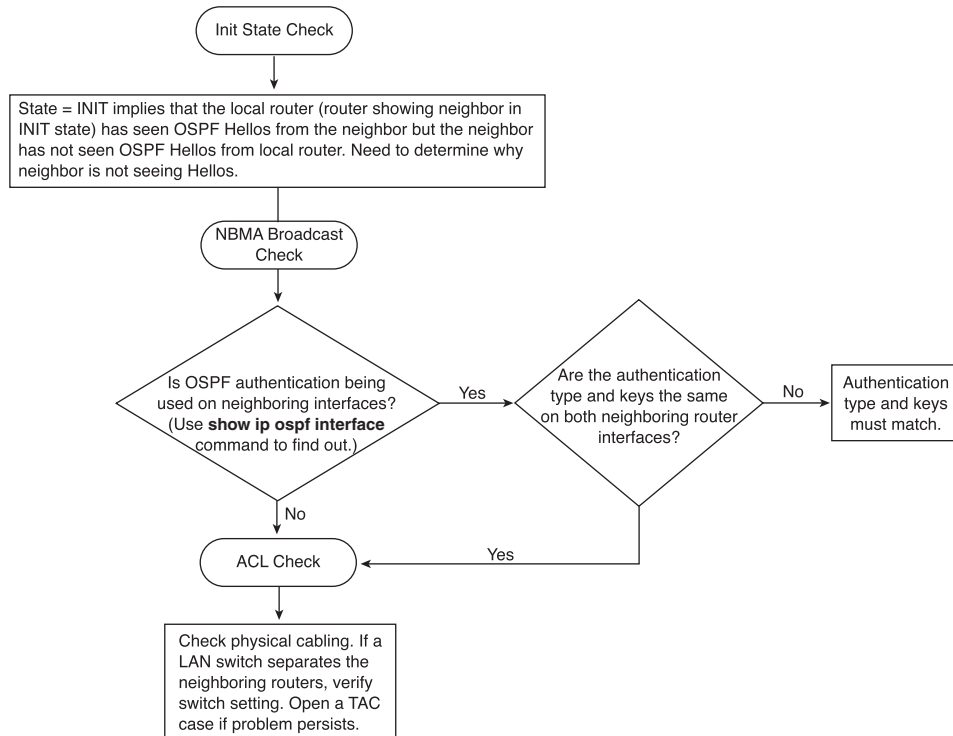 Init State Check
State = INIT implies that the local router (router showing neighbor in
INIT state) has seen OSPF Hellos from the neighbor but the neighbor
has not seen OSPF Hellos from local router. Need to determine why
neighbor is not seeing Hellos.
NBMA Broadcast
Check
Is OSPF authentication being
used on neighboring interfaces?
(Use show ip ospf interface
command to find out.)
Yes
Are the authentication
type and keys the same
on both neighboring router
interfaces?
No
Authentication
type and keys
must match.
No
ACL Check
Yes
Check physical cabling. If a
LAN switch separates the
neighboring routers, verify
switch setting. Open a TAC
case if problem persists.